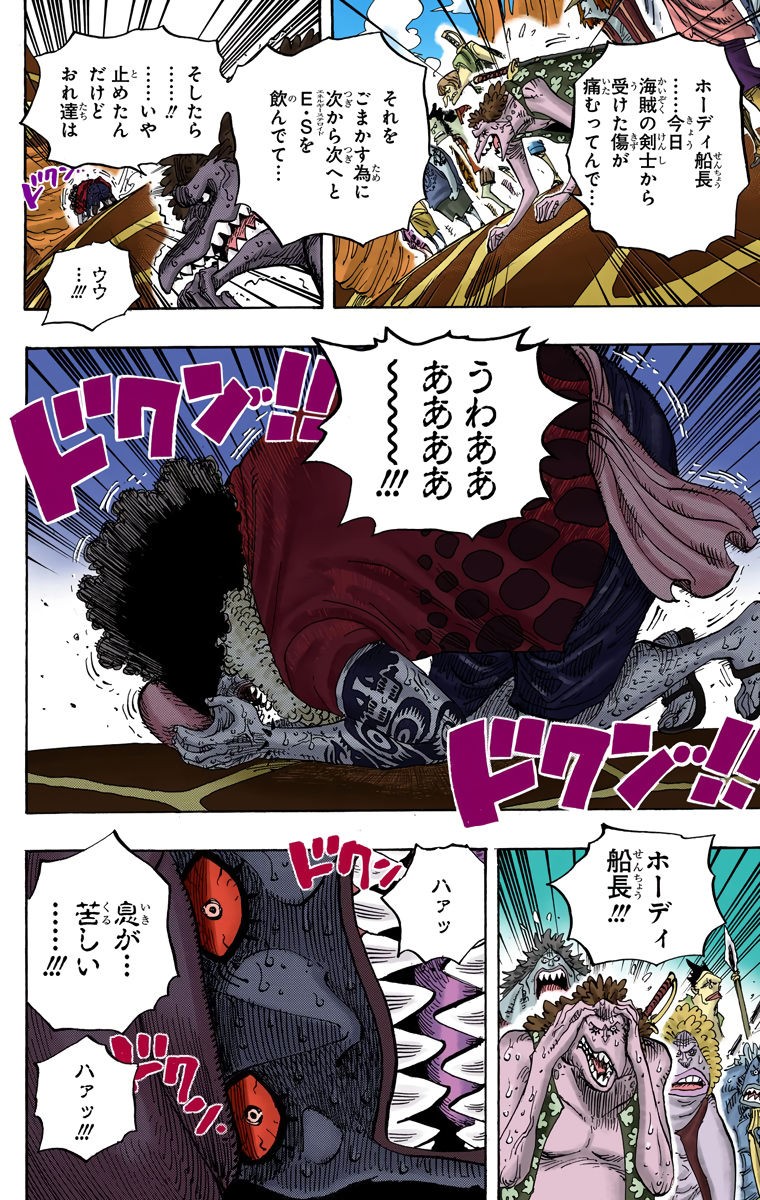 ホーディ船長
……今日
海賊の剣士から
受けた傷が
痛むってんで…
それを
ごまかす為に
次から次へと
E・Sを
飲んでて…
そしたら
……!!
……いや
止めたん
だけど
おれ達は
ドクン
ウウ
…!!!
うわああ
ああああ
~~~!!!
ドクン!!
ドクン!!
ホーディ
船長!!!
ハァッ
ドクン
息が…
苦しい
……!!!
ハァッ!!!
ドクン